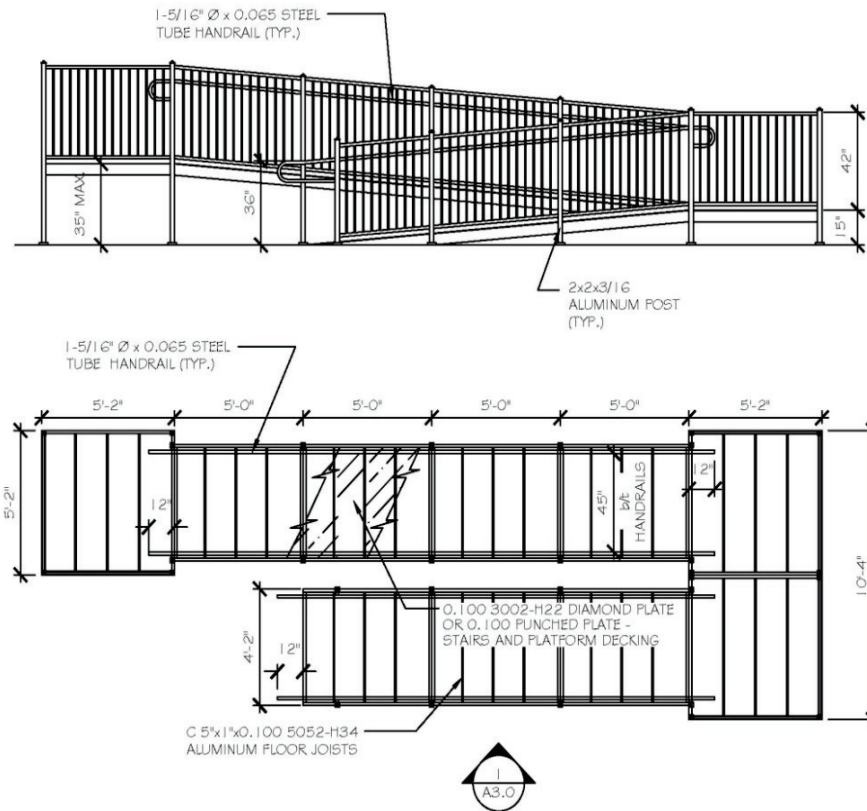 1-5/16" Ø x 0.065 STEEL
TUBE HANDRAIL (TYP.)
35" MAX.
36"
42"
15"
2x2x3/16
ALUMINUM POST
(TYP.)
1-5/16" Ø x 0.065 STEEL
TUBE HANDRAIL (TYP.)
5'-2"
5'-0"
5'-0"
5'-0"
5'-0"
5'-2"
5'-2"
12"
45"
b/t
HANDRAILS
12"
10'-4"
4'-2"
12"
0.100 3002-H22 DIAMOND PLATE
OR 0.100 PUNCHED PLATE -
STAIRS AND PLATFORM DECKING
C 5"x1"x0.100 5052-H34
ALUMINUM FLOOR JOISTS
1
A3.0